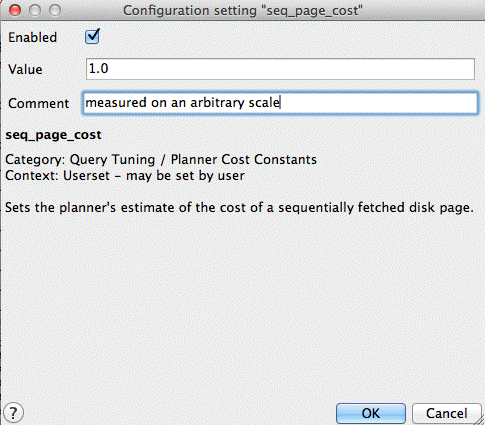 Configuration setting "seq_page_cost"
Enabled
Value 1.0
Comment measured on an arbitrary scale
seq_page_cost
Category: Query Tuning / Planner Cost Constants
Context: Userset - may be set by user
Sets the planner's estimate of the cost of a sequentially fetched disk page.
? OK Cancel